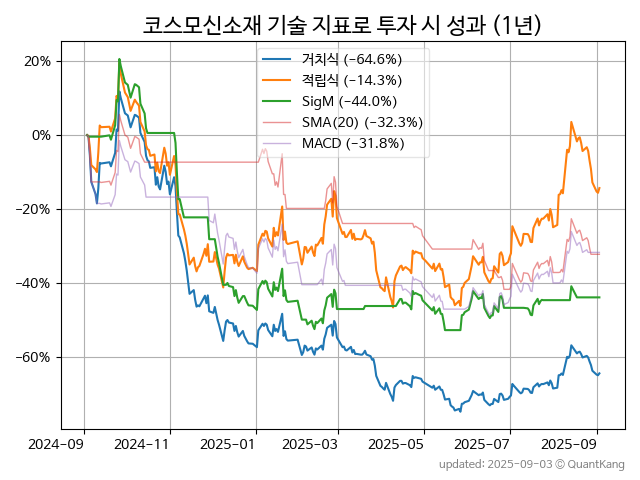 코스모신소재 기술 지표로 투자 시 성과 (1년)
거치식 (−64.6%)
적립식 (−14.3%)
SigM (−44.0%)
SMA(20) (−32.3%)
MACD (−31.8%)
20%
0%
−20%
−40%
−60%
2024−09 2024−11 2025−01 2025−03 2025−05 2025−07 2025−09
updated: 2025−09−03 © QuantKang